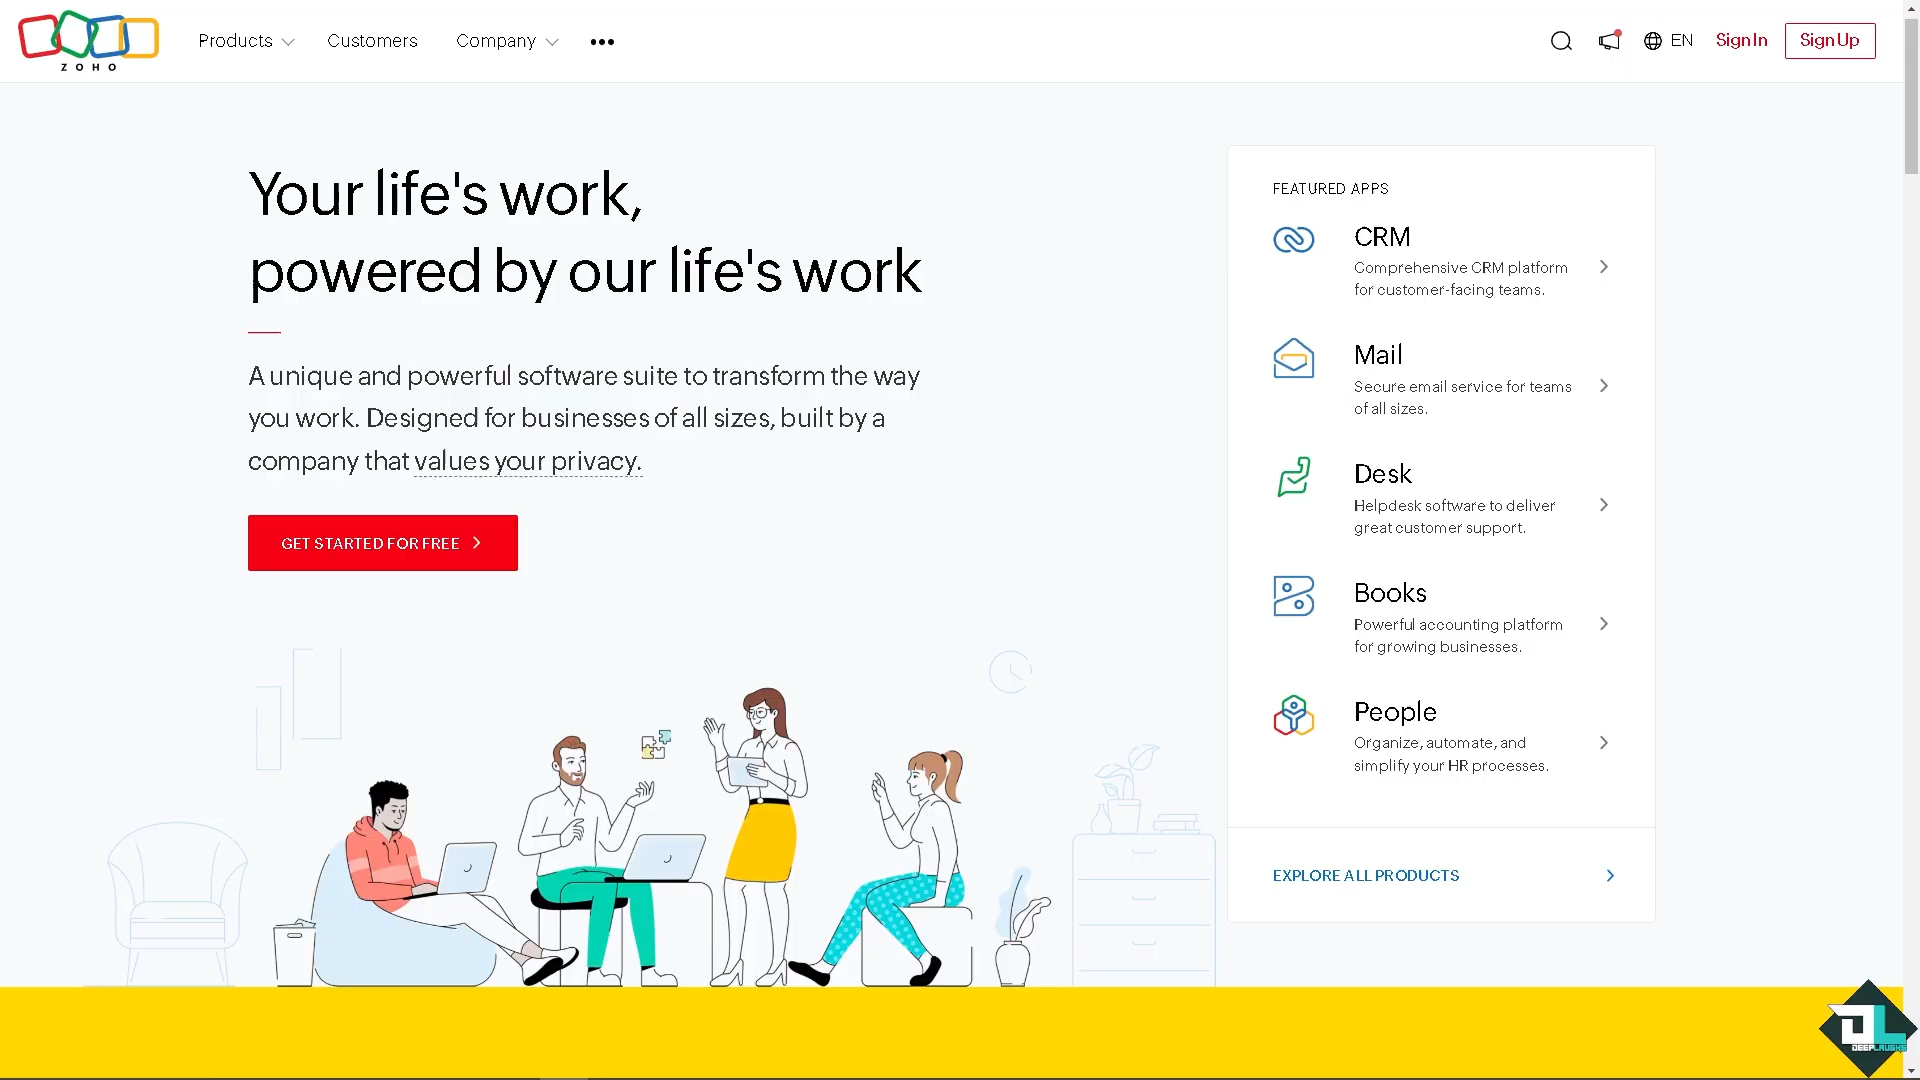 ZOHO
Products
Customers
Company
•••
EN
Sign In
Sign Up
Your life's work,
powered by our life's work
A unique and powerful software suite to transform the way
you work. Designed for businesses of all sizes, built by a
company that values your privacy.
GET STARTED FOR FREE
FEATURED APPS
CRM
Comprehensive CRM platform
for customer-facing teams.
Mail
Secure email service for teams
of all sizes.
Desk
Helpdesk software to deliver
great customer support.
Books
Powerful accounting platform
for growing businesses.
People
Organize, automate, and
simplify your HR processes.
EXPLORE ALL PRODUCTS
DL
DEEPLAUGHS